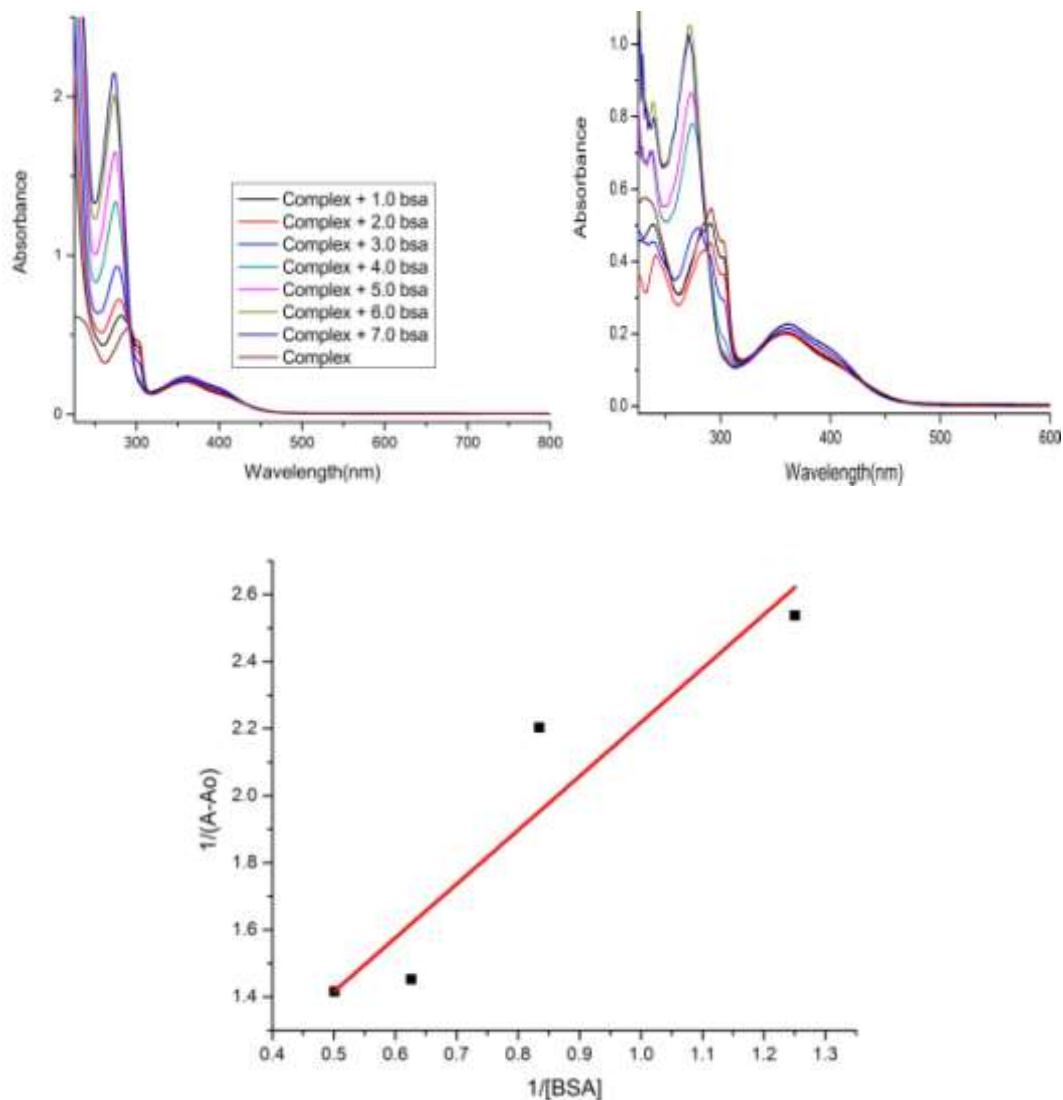 Absorbance
2
1
0
300
400
500
600
700
800
Wavelength(nm)
Complex + 1.0 bsa
Complex + 2.0 bsa
Complex + 3.0 bsa
Complex + 4.0 bsa
Complex + 5.0 bsa
Complex + 6.0 bsa
Complex + 7.0 bsa
Complex
Absorbance
1.0
0.8
0.6
0.4
0.2
0.0
300
400
500
600
Wavelength(nm)
1/(A-Ao)
2.6
2.4
2.2
2.0
1.8
1.6
1.4
0.4
0.5
0.6
0.7
0.8
0.9
1.0
1.1
1.2
1.3
1/[BSA]